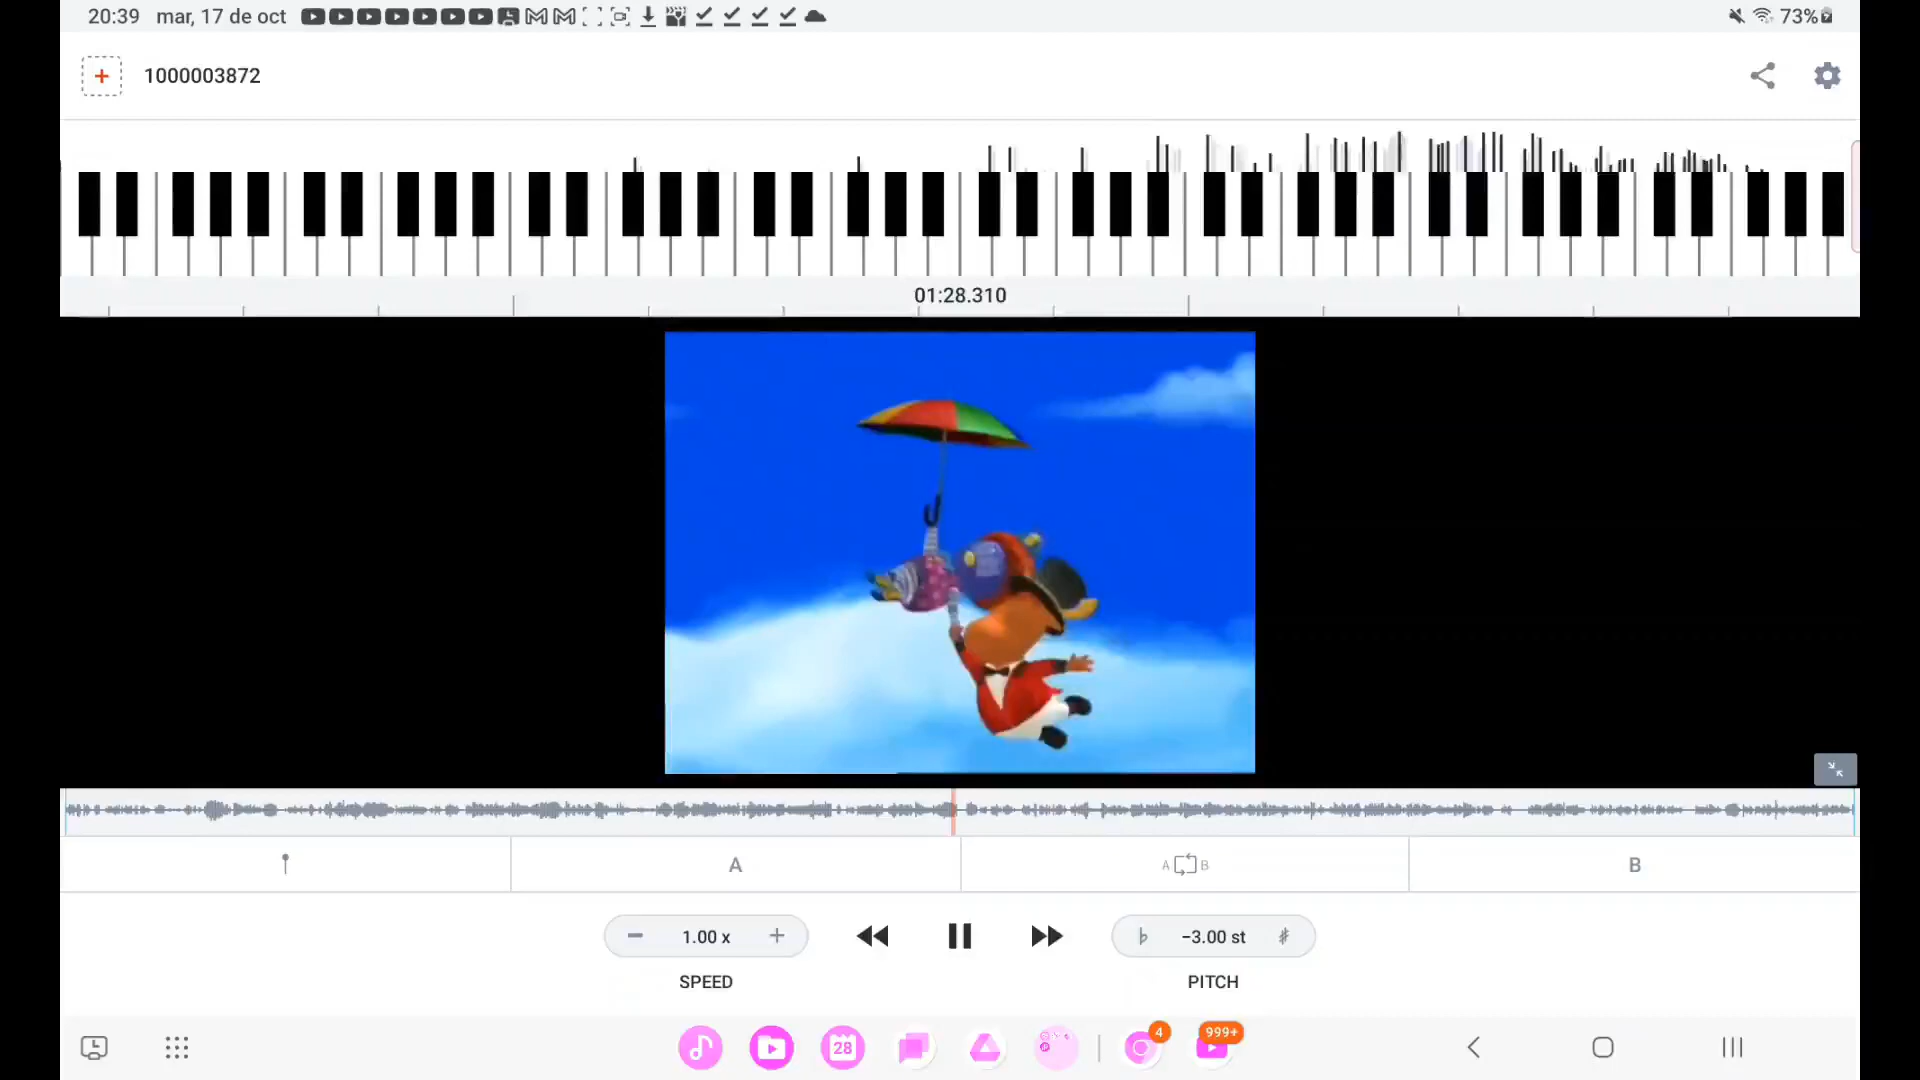 20:39 mar, 17 de oct
73%
1000003872
01:28.310
A
A B
B
1.00 x
−3.00 st
SPEED
PITCH
28
4
999+